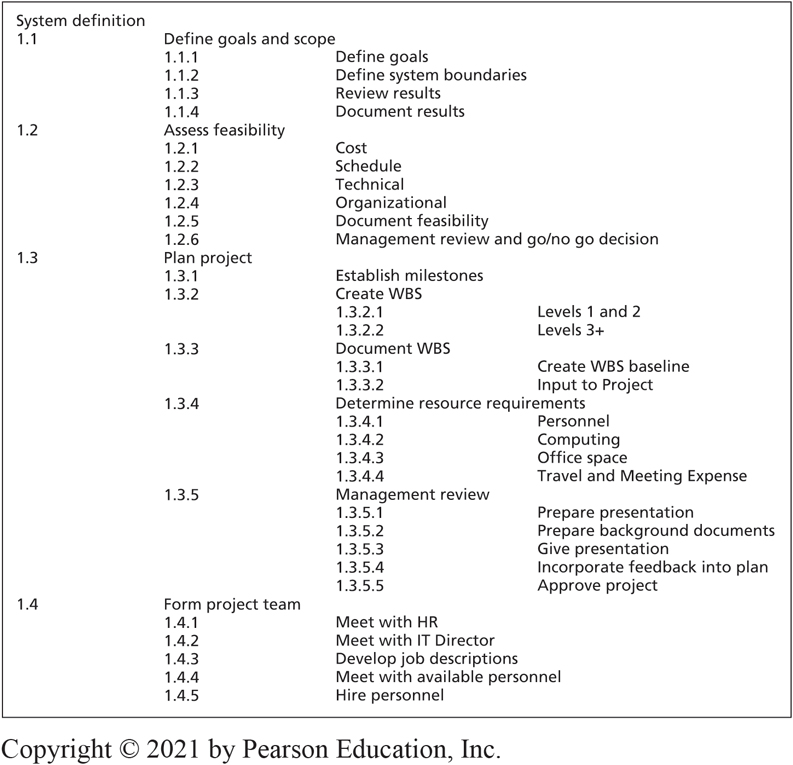 System definition
1.1 Define goals and scope
1.1.1 Define goals
1.1.2 Define system boundaries
1.1.3 Review results
1.1.4 Document results
1.2 Assess feasibility
1.2.1 Cost
1.2.2 Schedule
1.2.3 Technical
1.2.4 Organizational
1.2.5 Document feasibility
1.2.6 Management review and go/no go decision
1.3 Plan project
1.3.1 Establish milestones
1.3.2 Create WBS
1.3.2.1 Levels 1 and 2
1.3.2.2 Levels 3+
1.3.3 Document WBS
1.3.3.1 Create WBS baseline
1.3.3.2 Input to Project
1.3.4 Determine resource requirements
1.3.4.1 Personnel
1.3.4.2 Computing
1.3.4.3 Office space
1.3.4.4 Travel and Meeting Expense
1.3.5 Management review
1.3.5.1 Prepare presentation
1.3.5.2 Prepare background documents
1.3.5.3 Give presentation
1.3.5.4 Incorporate feedback into plan
1.3.5.5 Approve project
1.4 Form project team
1.4.1 Meet with HR
1.4.2 Meet with IT Director
1.4.3 Develop job descriptions
1.4.4 Meet with available personnel
1.4.5 Hire personnel
Copyright © 2021 by Pearson Education, Inc.